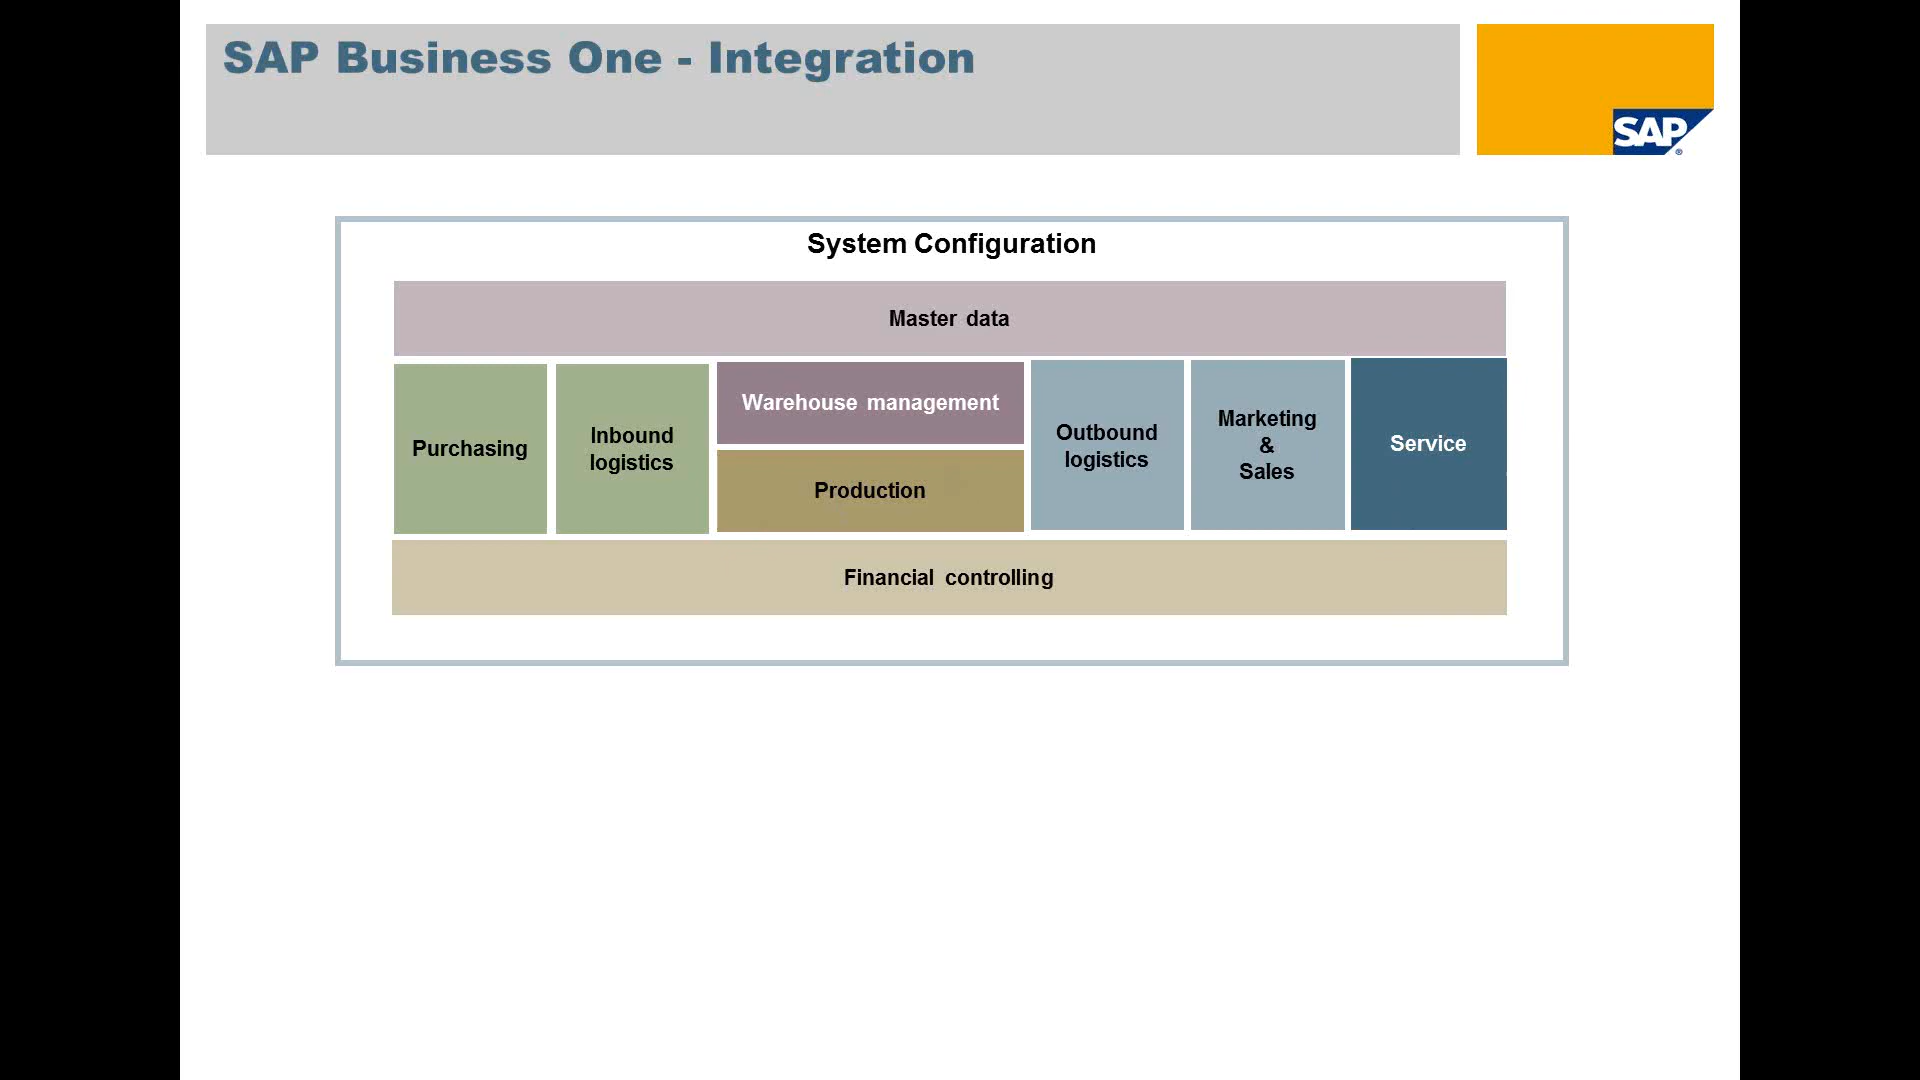 SAP Business One - Integration
SAP
®
System Configuration
Master data
Purchasing
Inbound
logistics
Warehouse management
Production
Outbound
logistics
Marketing
&
Sales
Service
Financial controlling